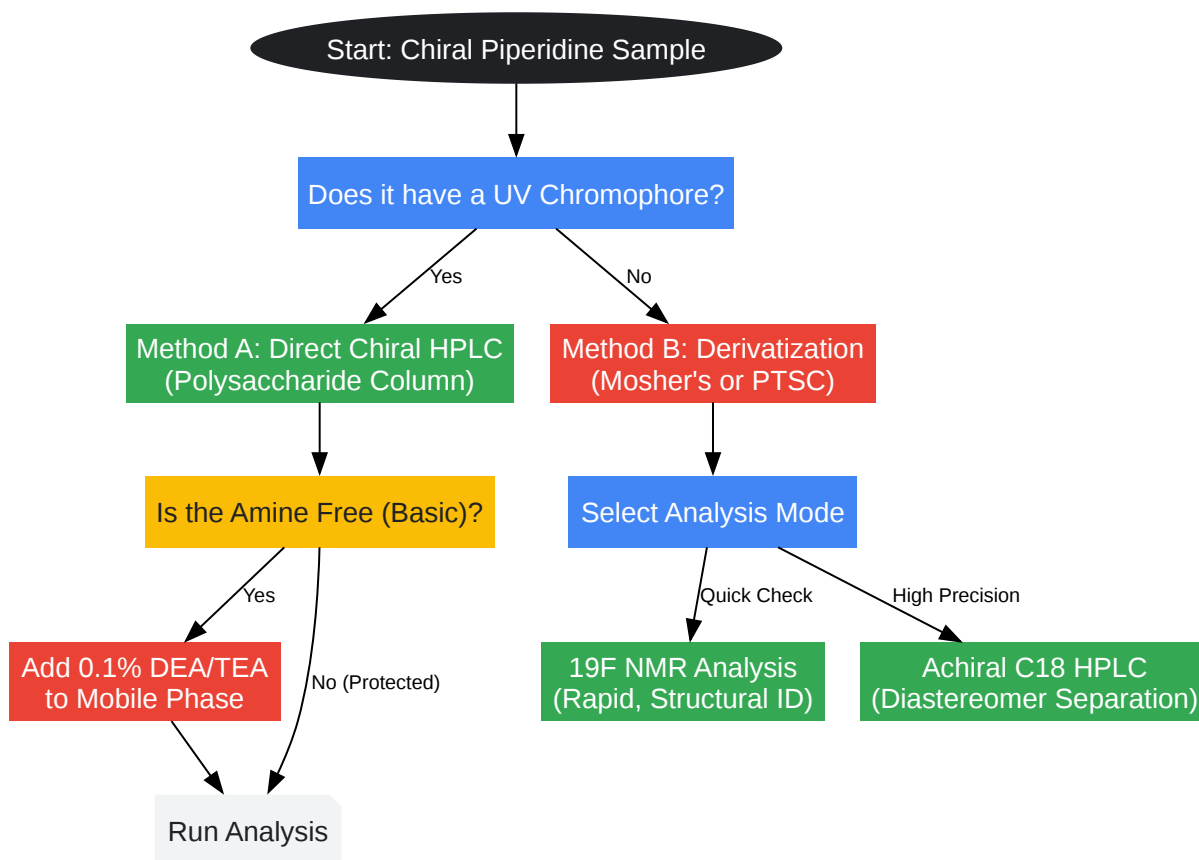 Start: Chiral Piperidine Sample
Does it have a UV Chromophore?
Yes
No
Method A: Direct Chiral HPLC
(Polysaccharide Column)
Method B: Derivatization
(Mosher's or PTSC)
Is the Amine Free (Basic)?
Select Analysis Mode
Yes
No (Protected)
Quick Check
High Precision
Add 0.1% DEA/TEA
to Mobile Phase
19F NMR Analysis
(Rapid, Structural ID)
Achiral C18 HPLC
(Diastereomer Separation)
Run Analysis